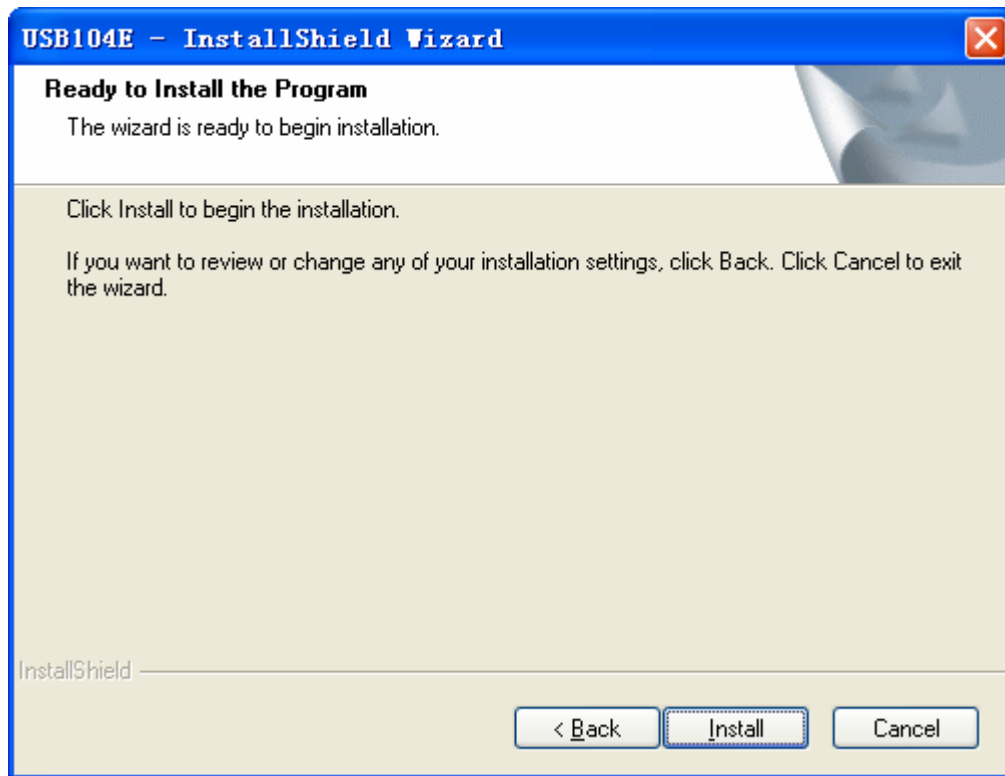 USB104E - InstallShield Wizard
Ready to Install the Program
The wizard is ready to begin installation.
Click Install to begin the installation.
If you want to review or change any of your installation settings, click Back. Click Cancel to exit
the wizard.
InstallShield
< Back Install Cancel